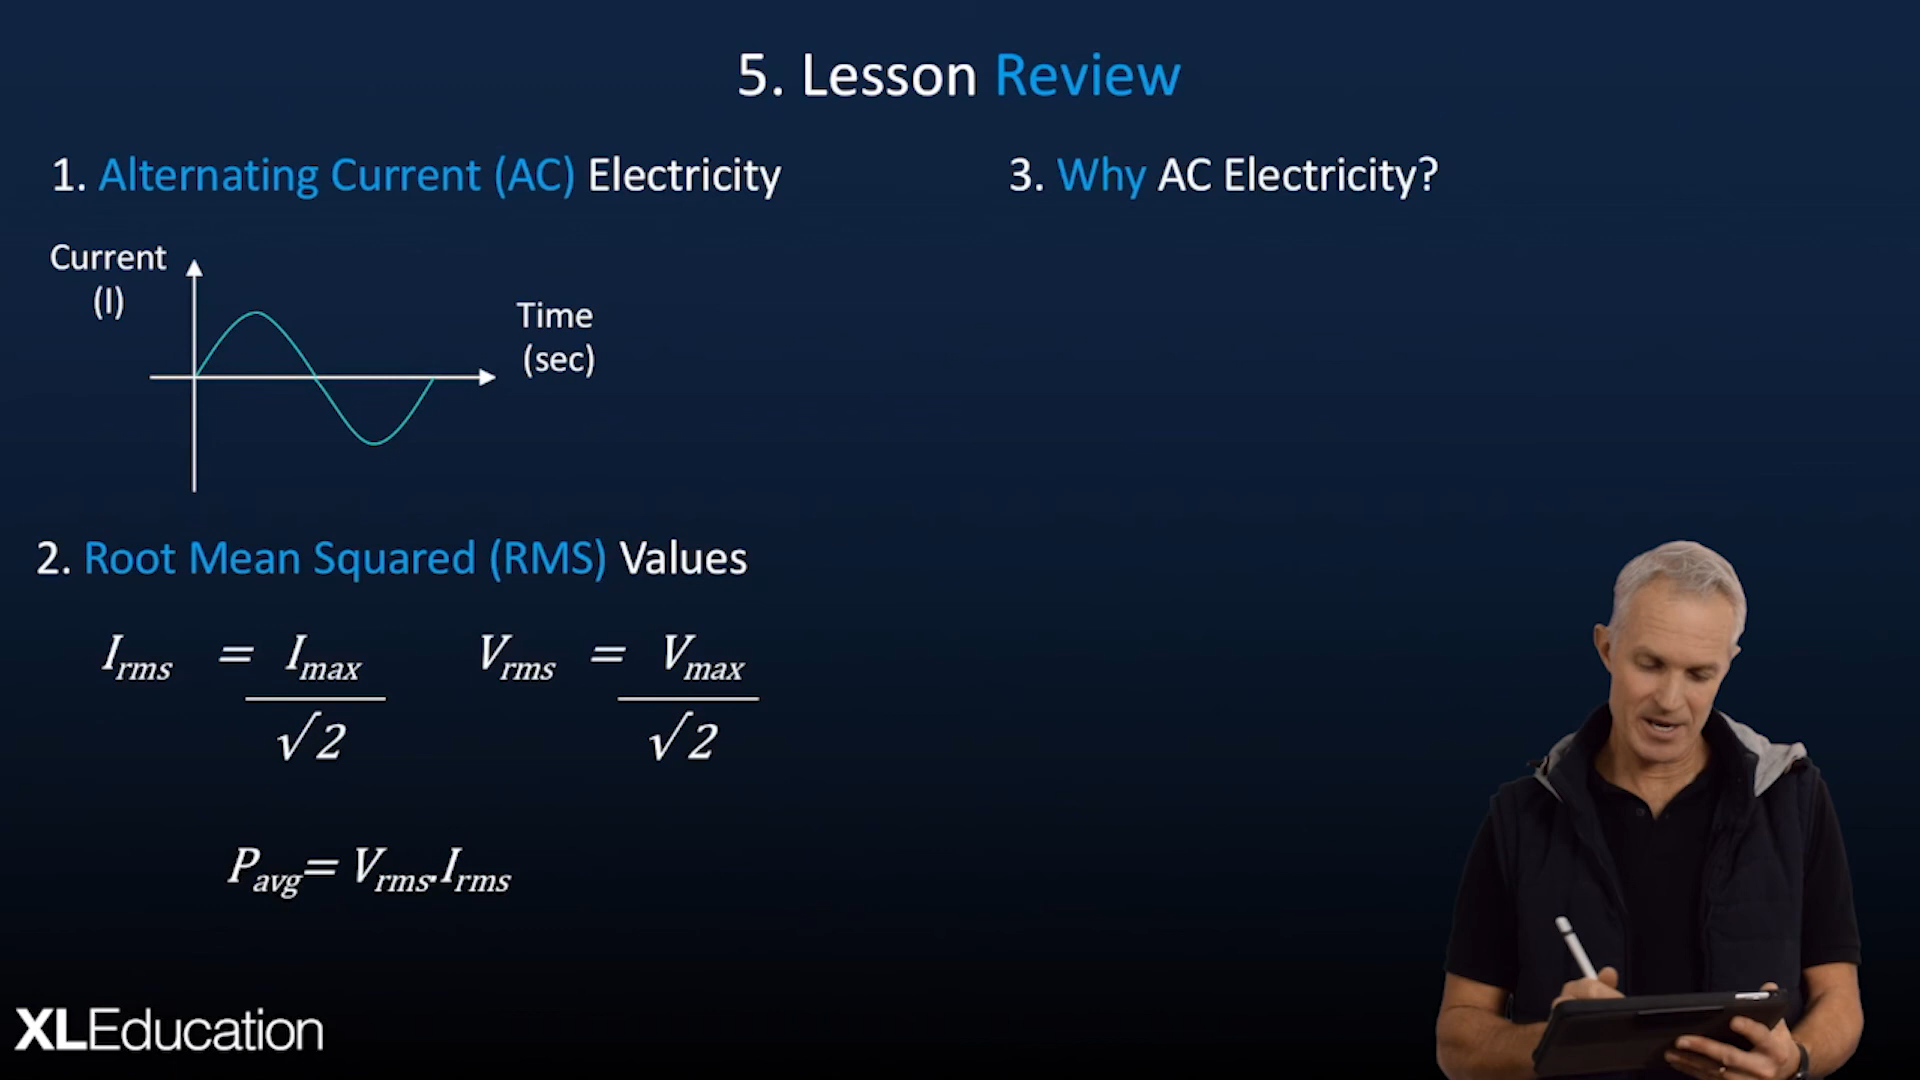 5. Lesson Review
1. Alternating Current (AC) Electricity
Current
(I)
Time
(sec)
2. Root Mean Squared (RMS) Values
I_rms = I_max / √2
V_rms = V_max / √2
P_avg = V_rms . I_rms
3. Why AC Electricity?
XLEducation